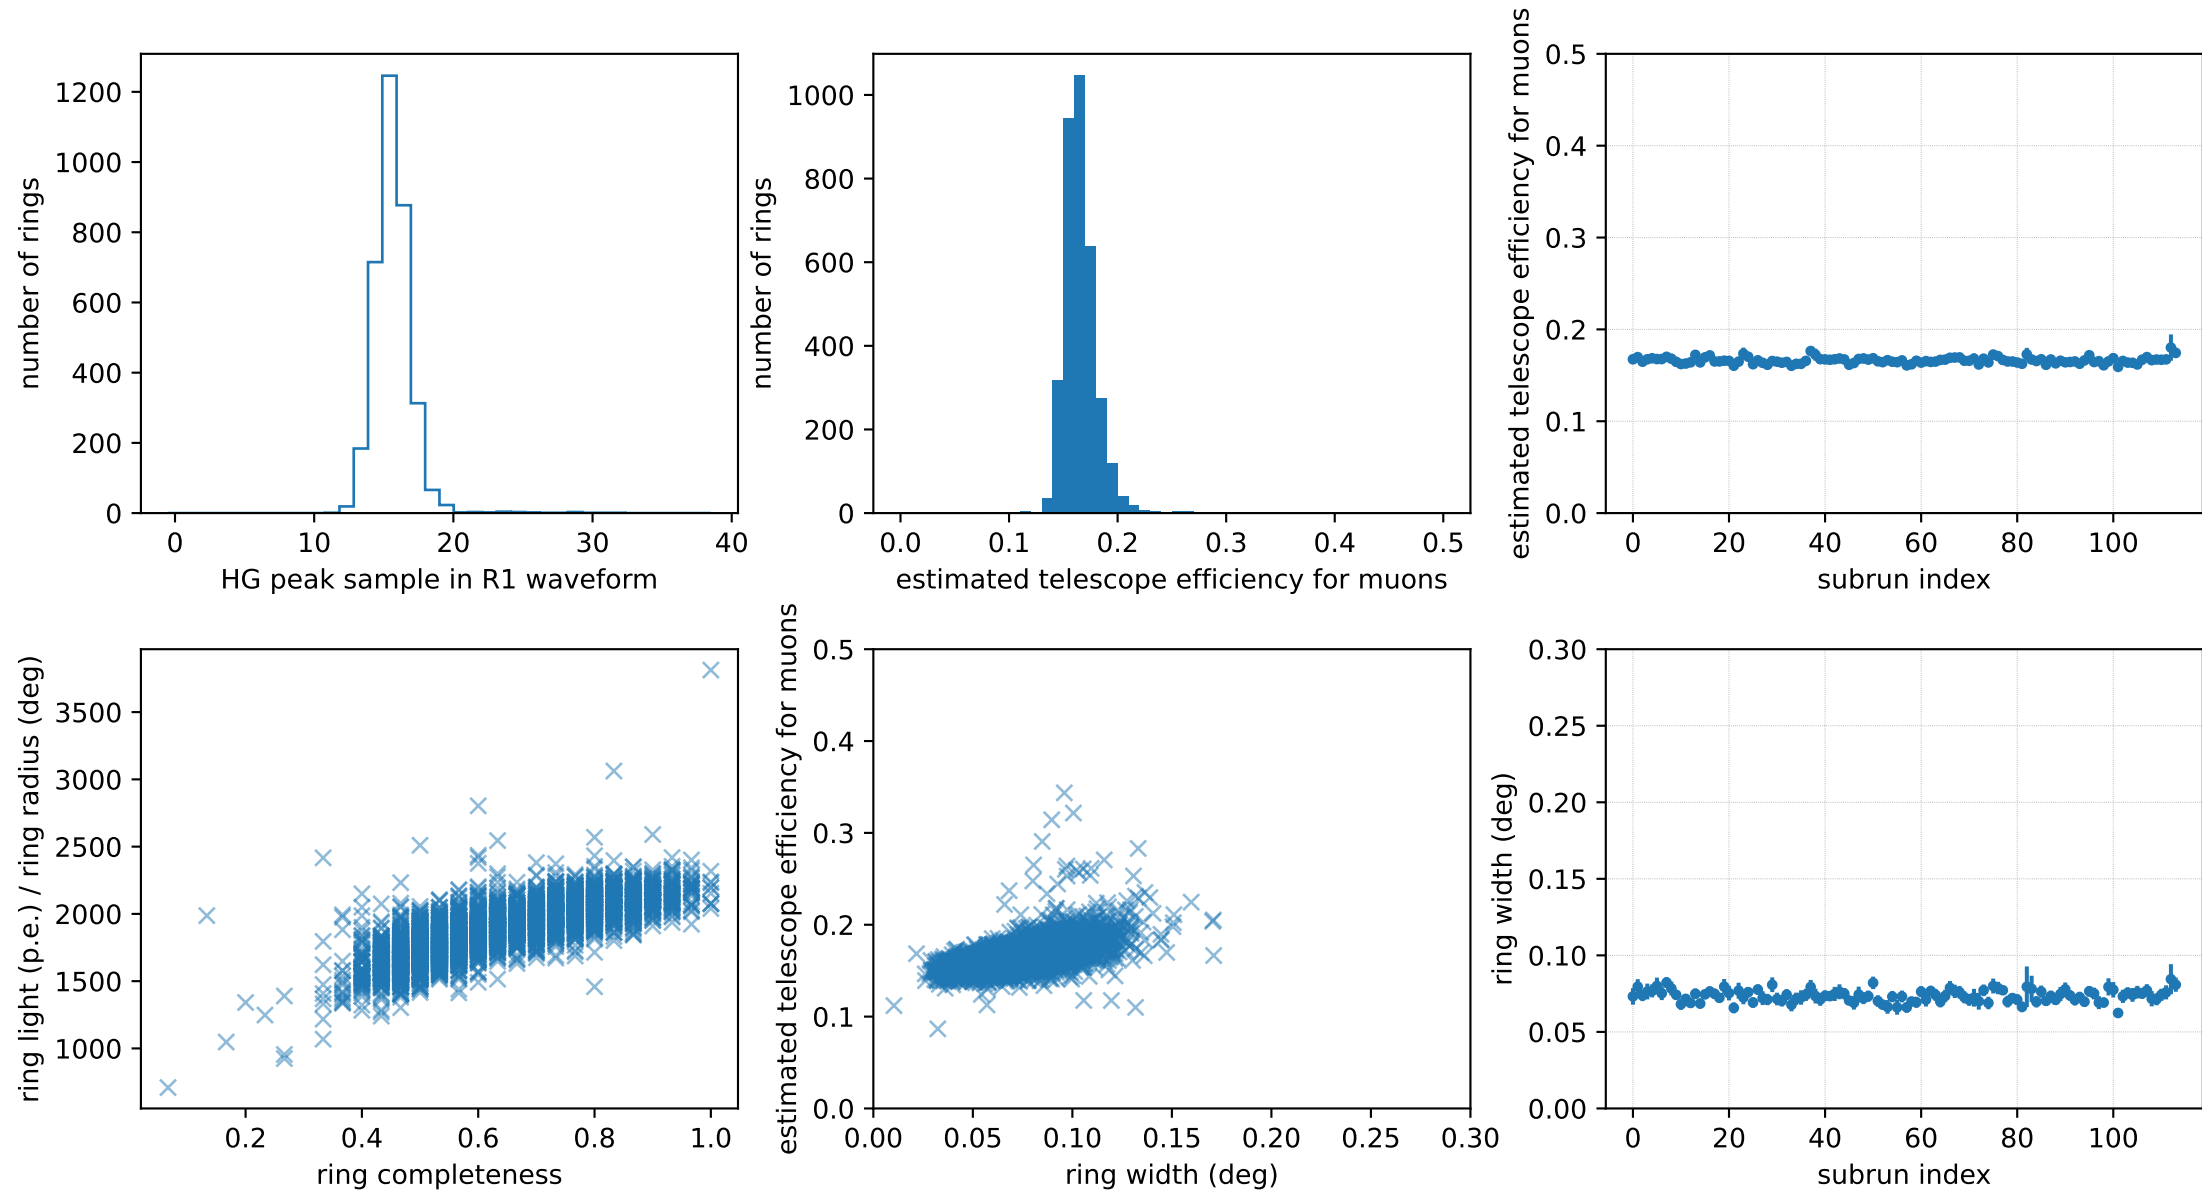 number of rings
1200
1000
800
600
400
200
0
0 10 20 30 40
HG peak sample in R1 waveform
number of rings
1000
800
600
400
200
0
0.0 0.1 0.2 0.3 0.4 0.5
estimated telescope efficiency for muons
estimated telescope efficiency for muons
0.5
0.4
0.3
0.2
0.1
0.0
0 20 40 60 80 100
subrun index
ring light (p.e.) / ring radius (deg)
3500
3000
2500
2000
1500
1000
0.2 0.4 0.6 0.8 1.0
ring completeness
estimated telescope efficiency for muons
0.5
0.4
0.3
0.2
0.1
0.0
0.00 0.05 0.10 0.15 0.20 0.25 0.30
ring width (deg)
ring width (deg)
0.30
0.25
0.20
0.15
0.10
0.05
0.00
0 20 40 60 80 100
subrun index